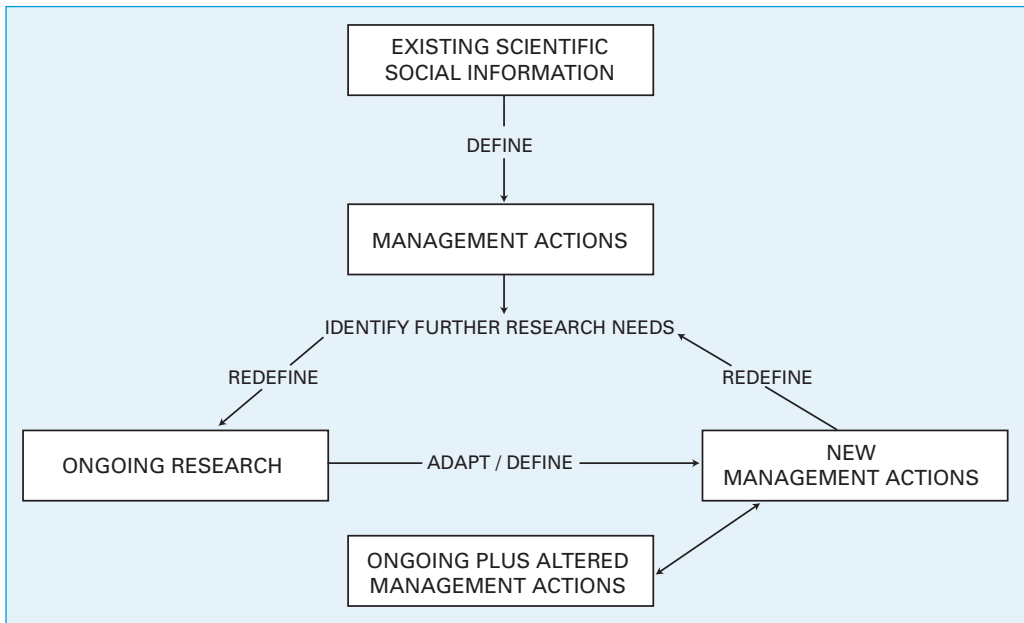 EXISTING SCIENTIFIC
SOCIAL INFORMATION
DEFINE
MANAGEMENT ACTIONS
IDENTIFY FURTHER RESEARCH NEEDS
REDEFINE
REDEFINE
ONGOING RESEARCH
ADAPT / DEFINE
NEW
MANAGEMENT ACTIONS
ONGOING PLUS ALTERED
MANAGEMENT ACTIONS